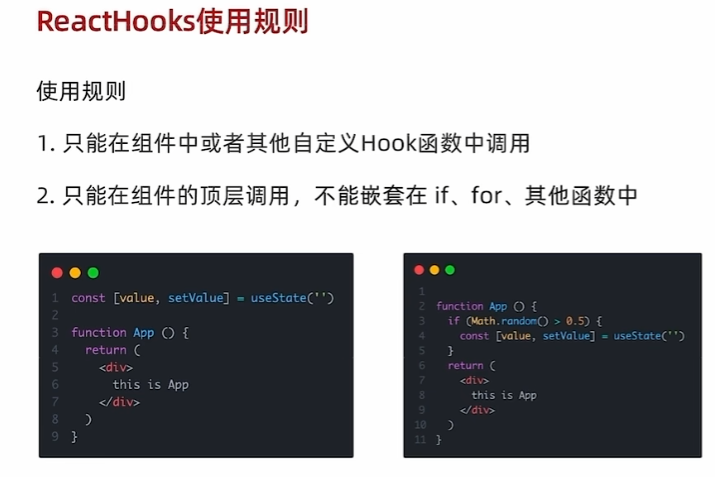 ReactHooks使用规则
使用规则
1. 只能在组件中或者其他自定义Hook函数中调用
2. 只能在组件的顶层调用，不能嵌套在 if、for、其他函数中
1 const [value, setValue] = useState('')
2
3 function App () {
4   return (
5     <div>
6       this is App
7     </div>
8   )
9 }
1
2 function App () {
3   if (Math.random() > 0.5) {
4     const [value, setValue] = useState('')
5   }
6   return (
7     <div>
8       this is App
9     </div>
10   )
11 }